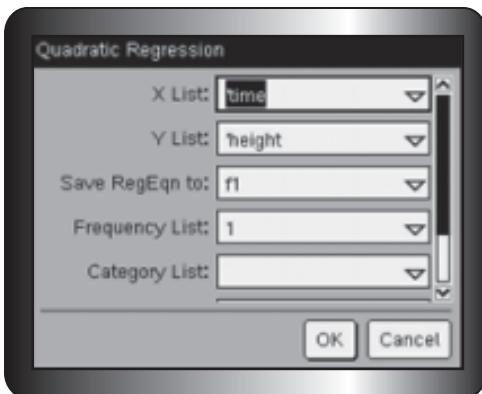 Quadratic Regression
X List: 'time
Y List: 'height
Save RegEqn to: f1
Frequency List: 1
Category List:
OK Cancel